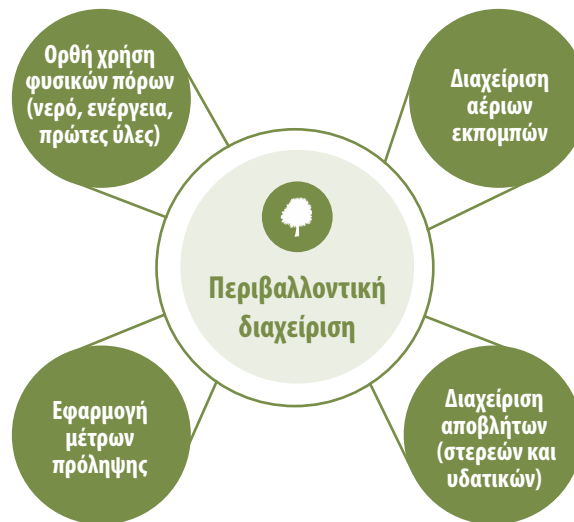 Ορθή χρήση
φυσικών πόρων
(νερό, ενέργεια,
πρώτες ύλες)
Διαχείριση
αέριων
εκπομπών
Περιβαλλοντική
διαχείριση
Εφαρμογή
μέτρων
πρόληψης
Διαχείριση
αποβλήτων
(στερεών και
υδατικών)